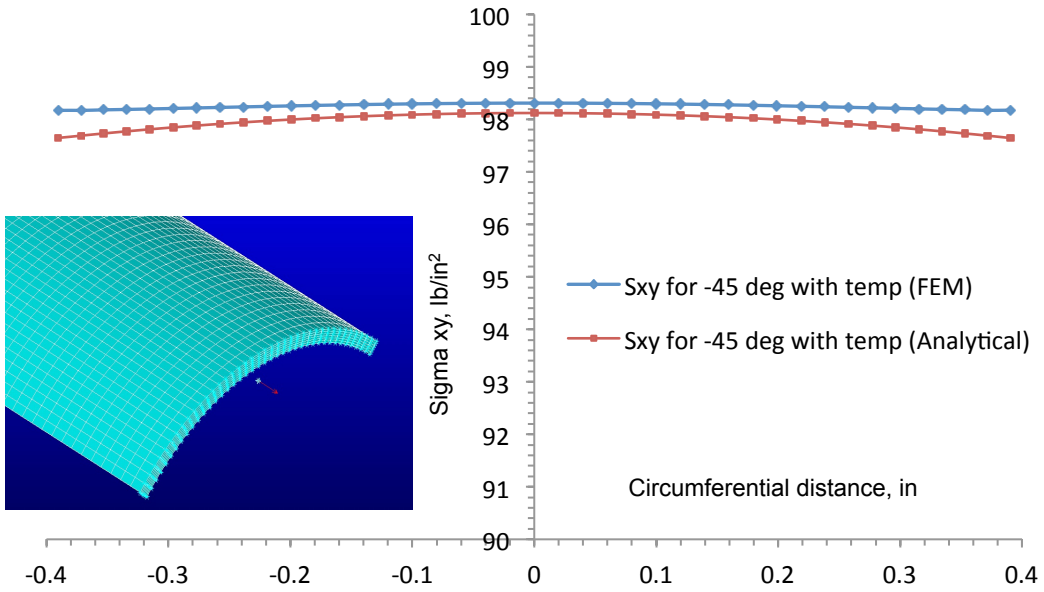 100
99
98
97
96
95
94
93
92
91
90
Sigma xy, lb/in²
Sxy for -45 deg with temp (FEM)
Sxy for -45 deg with temp (Analytical)
Circumferential distance, in
-0.4 -0.3 -0.2 -0.1 0 0.1 0.2 0.3 0.4